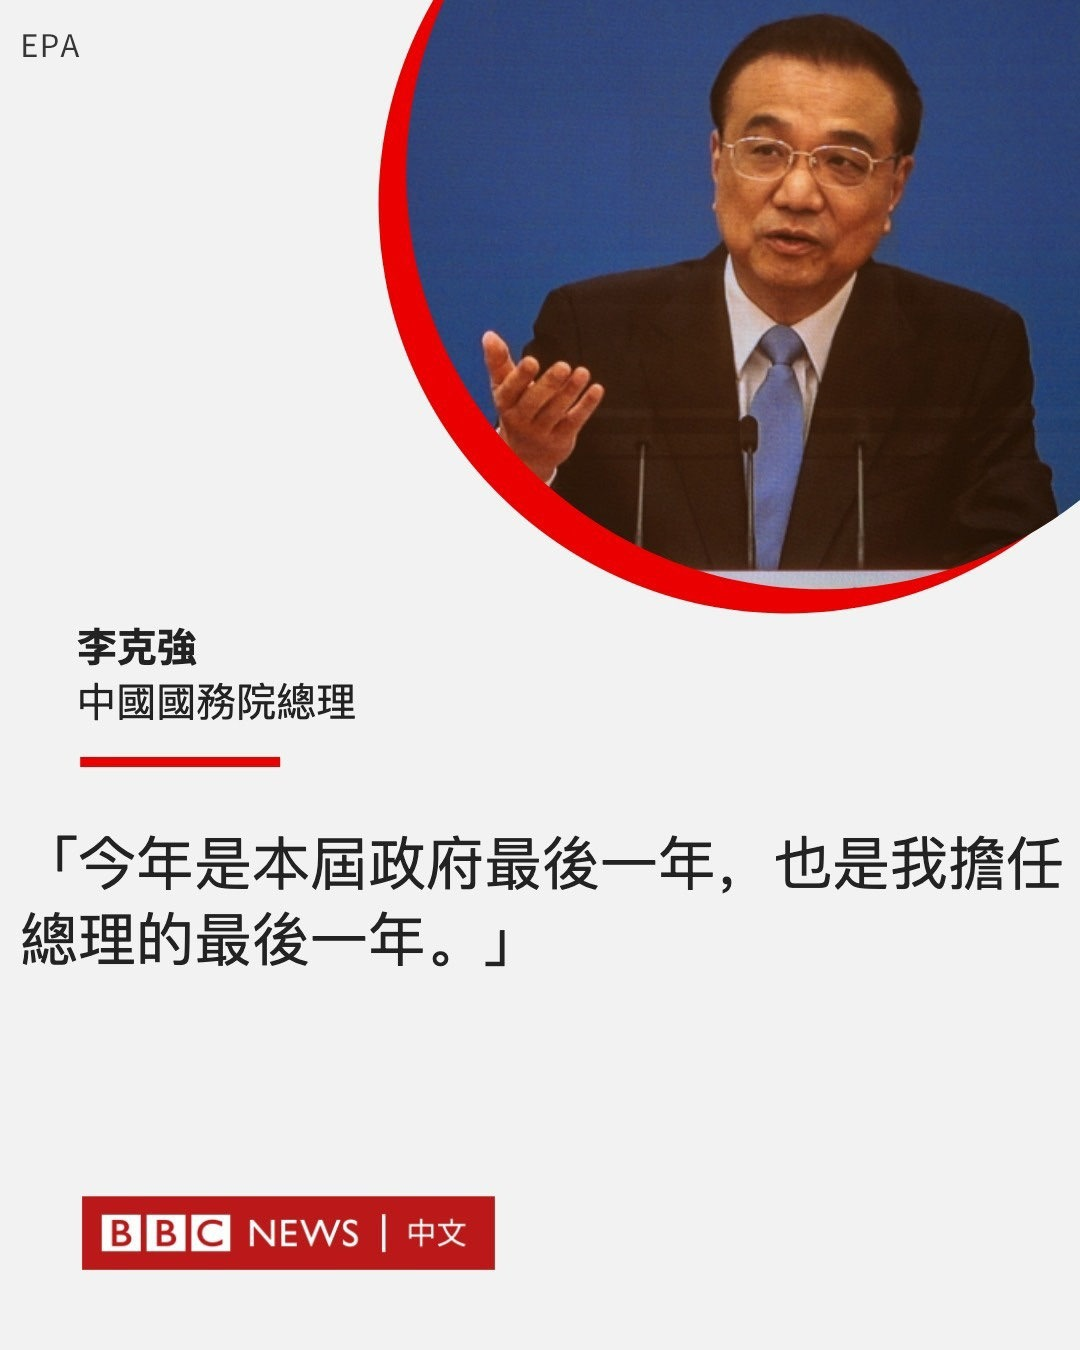 EPA
李克強
中國國務院總理
「今年是本屆政府最後一年，也是我擔任
總理的最後一年。」
BBC NEWS | 中文